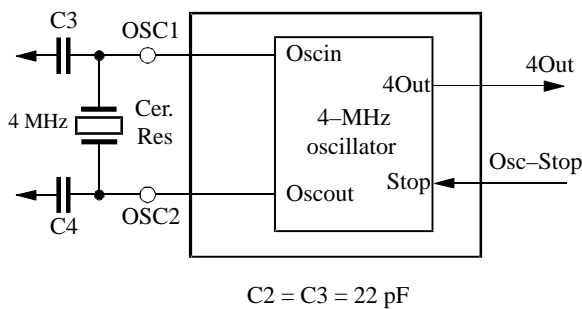 C3
OSC1
Oscin
4Out
4Out
4 MHz
Cer.
Res
4–MHz
oscillator
Osc–Stop
Stop
Oscout
C4
OSC2
C2 = C3 = 22 pF